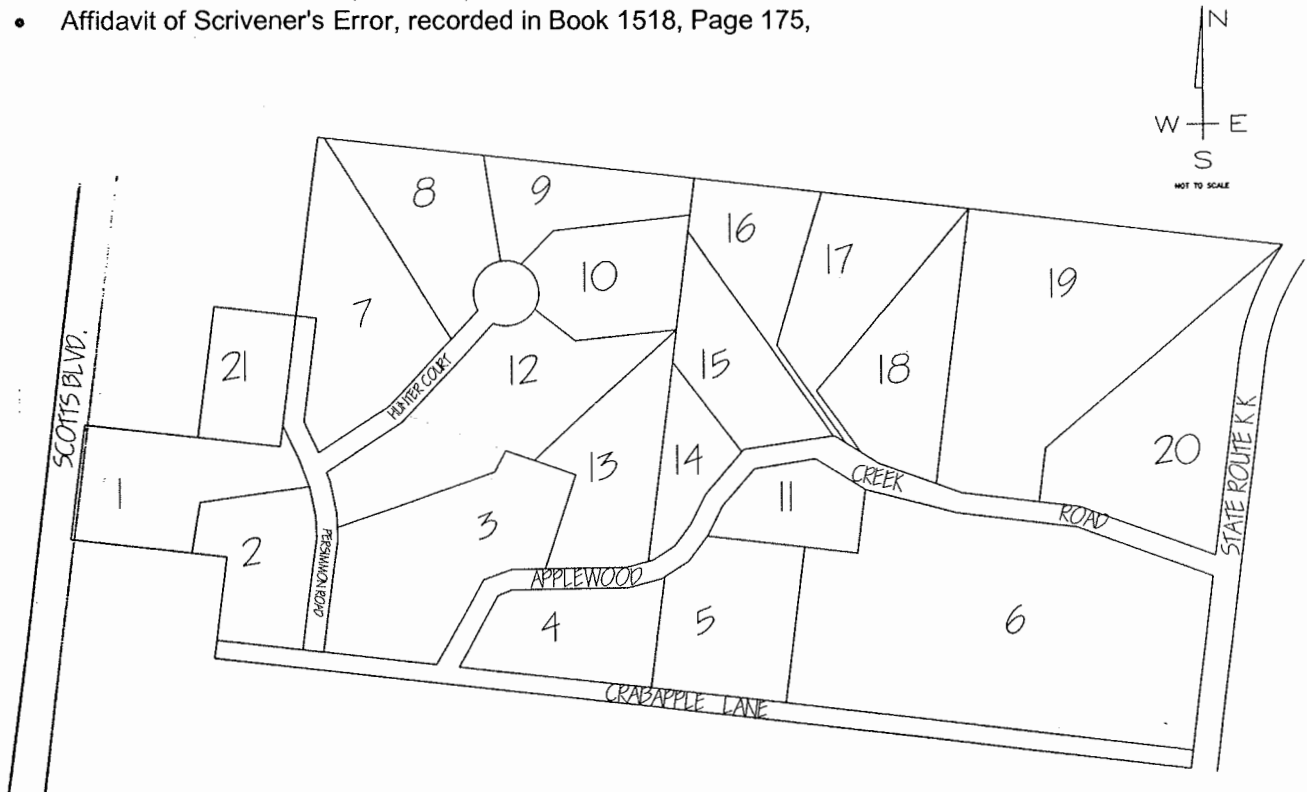 • Affidavit of Scrivener's Error, recorded in Book 1518, Page 175,
N
W E
S
NOT TO SCALE
8
9
16
17
10
19
7
21
12
15
18
HUNTER COURT
SCOTTS BLVD.
STATE ROUTE KK
20
13
14
CREEK
1
11
3
ROAD
2
PERSIMMON ROAD
APPLEWOOD
4
5
6
CRABAPPLE LANE